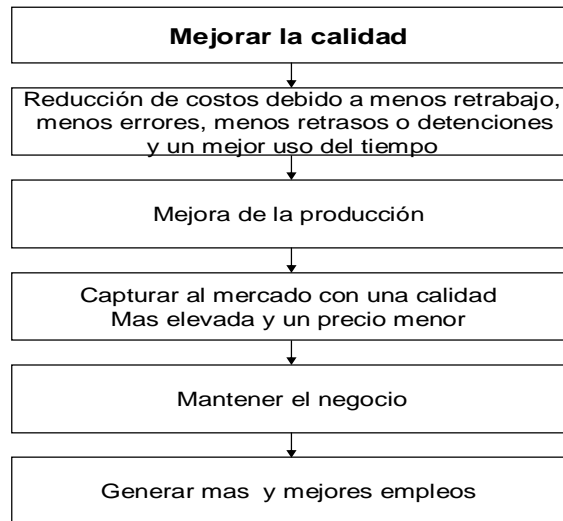 Mejorar la calidad
Reducción de costos debido a menos retrabajo,
menos errores, menos retrasos o detenciones
y un mejor uso del tiempo
Mejora de la producción
Capturar al mercado con una calidad
Mas elevada y un precio menor
Mantener el negocio
Generar mas y mejores empleos